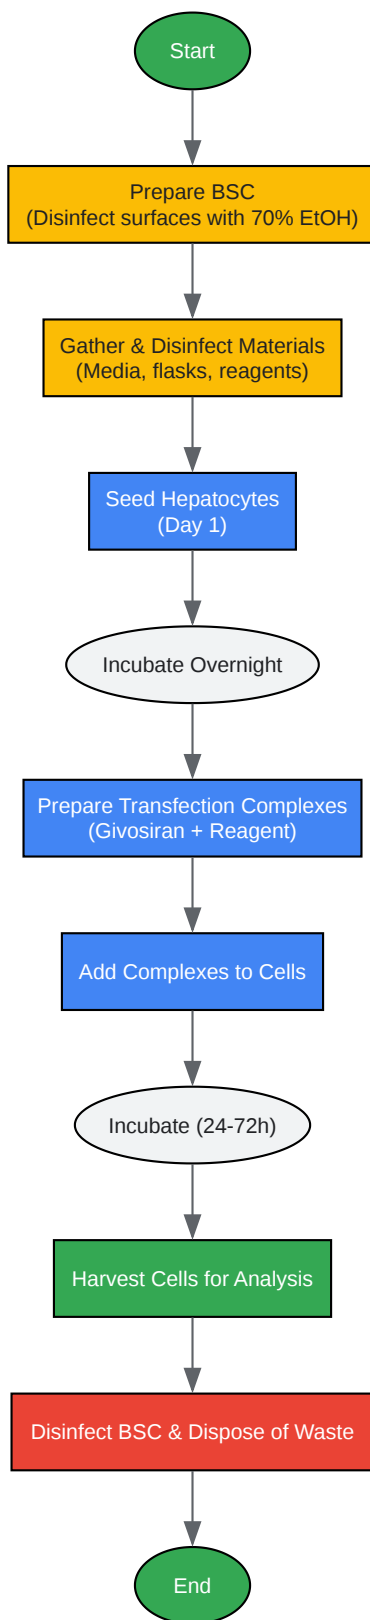 Start
Prepare BSC
(Disinfect surfaces with 70% EtOH)
Gather & Disinfect Materials
(Media, flasks, reagents)
Seed Hepatocytes
(Day 1)
Incubate Overnight
Prepare Transfection Complexes
(Givosiran + Reagent)
Add Complexes to Cells
Incubate (24-72h)
Harvest Cells for Analysis
Disinfect BSC & Dispose of Waste
End